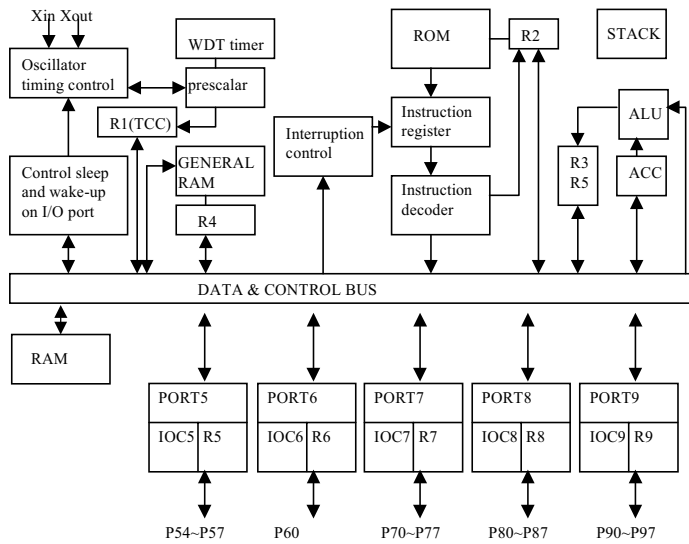 Xin Xout
Oscillator
timing control
WDT timer
prescalar
R1(TCC)
ROM
R2
STACK
Instruction
register
Interruption
control
ALU
Control sleep
and wake-up
on I/O port
GENERAL
RAM
R4
Instruction
decoder
R3
R5
ACC
DATA & CONTROL BUS
RAM
PORT5
IOC5 R5
PORT6
IOC6 R6
PORT7
IOC7 R7
PORT8
IOC8 R8
PORT9
IOC9 R9
P54~P57
P60
P70~P77
P80~P87
P90~P97